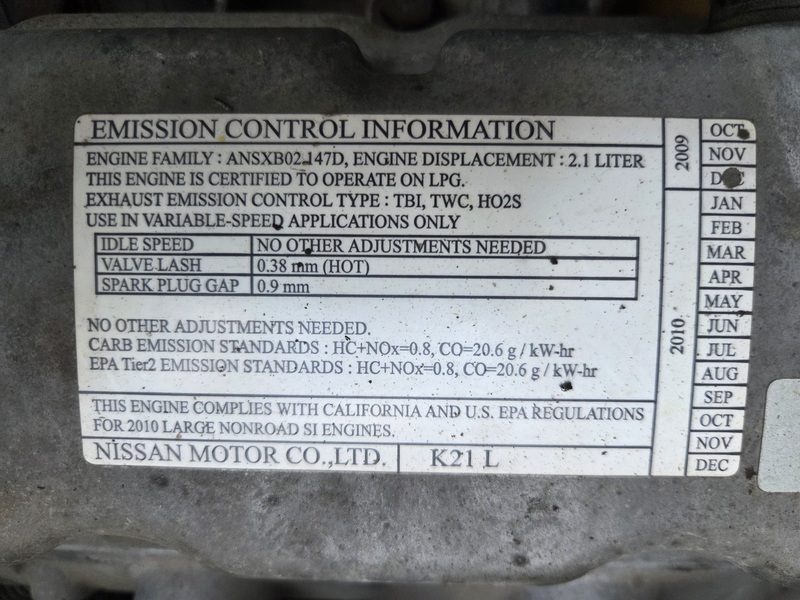 EMISSION CONTROL INFORMATION
ENGINE FAMILY : ANSXB02.147D, ENGINE DISPLACEMENT : 2.1 LITER
THIS ENGINE IS CERTIFIED TO OPERATE ON LPG.
EXHAUST EMISSION CONTROL TYPE : TBI, TWC, HO2S
USE IN VARIABLE-SPEED APPLICATIONS ONLY
IDLE SPEED NO OTHER ADJUSTMENTS NEEDED
VALVE LASH 0.38 mm (HOT)
SPARK PLUG GAP 0.9 mm
NO OTHER ADJUSTMENTS NEEDED.
CARB EMISSION STANDARDS : HC+NOx=0.8, CO=20.6 g / kW-hr
EPA Tier2 EMISSION STANDARDS : HC+NOx=0.8, CO=20.6 g / kW-hr
THIS ENGINE COMPLIES WITH CALIFORNIA AND U.S. EPA REGULATIONS
FOR 2010 LARGE NONROAD SI ENGINES.
NISSAN MOTOR CO.,LTD. K21 L
2009
OCT
NOV
DEC
2010
JAN
FEB
MAR
APR
MAY
JUN
JUL
AUG
SEP
OCT
NOV
DEC